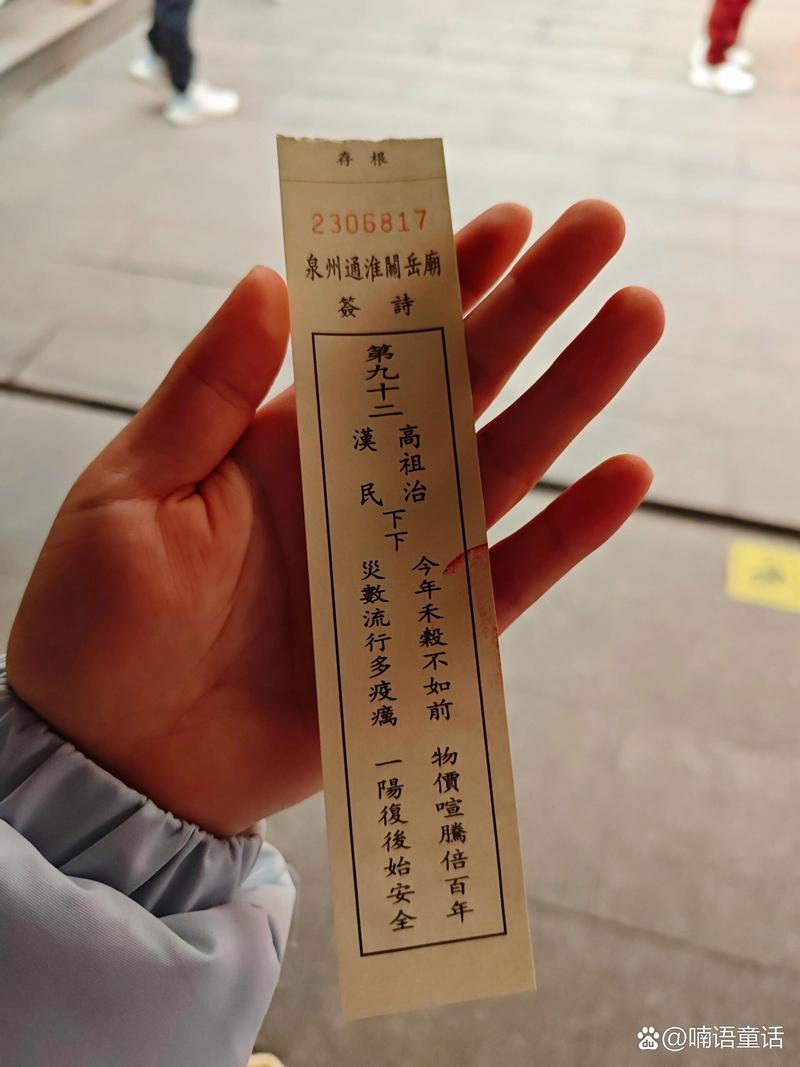 存根
2306817
泉州通淮關岳廟
簽詩
第九十二
高祖治
漢民
下下
今年禾穀不如前
物價喧騰倍百年
災數流行多疫癘
一陽復後始安全
@喃语童话